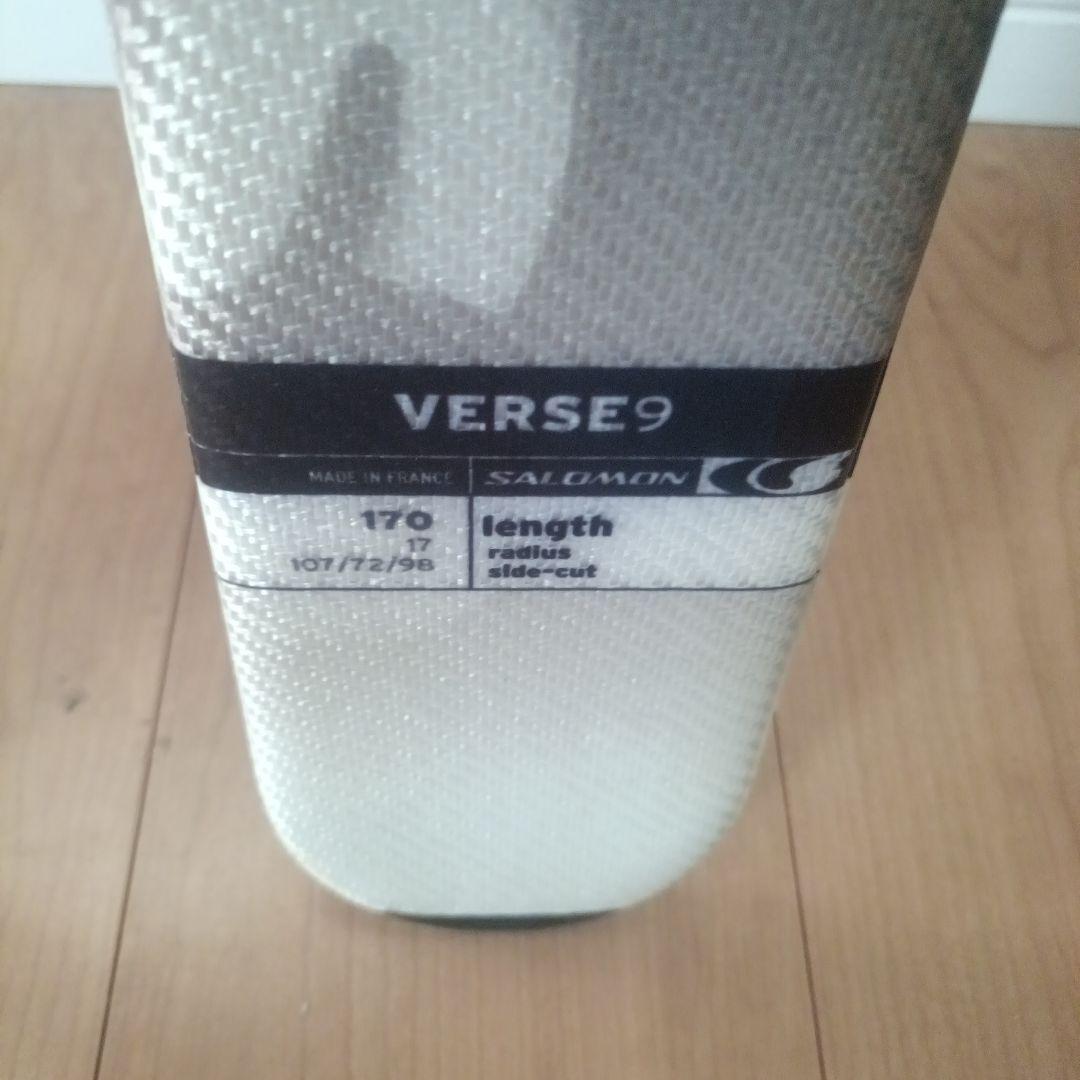 VERSE9
MADE IN FRANCE SALOMON
170 length
17 radius
107/72/98 side-cut